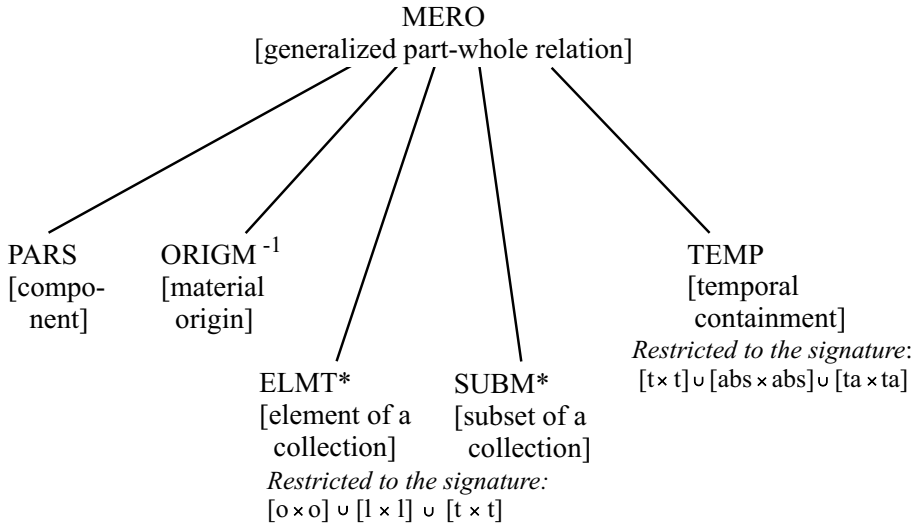 MERO
[generalized part-whole relation]
PARS
[compo-
nent]
ORIGM -1
[material
origin]
TEMP
[temporal
containment]
Restricted to the signature:
[t × t] ∪ [abs × abs] ∪ [ta × ta]
ELMT*
[element of a
collection]
SUBM*
[subset of a
collection]
Restricted to the signature:
[o × o] ∪ [l × l] ∪ [t × t]